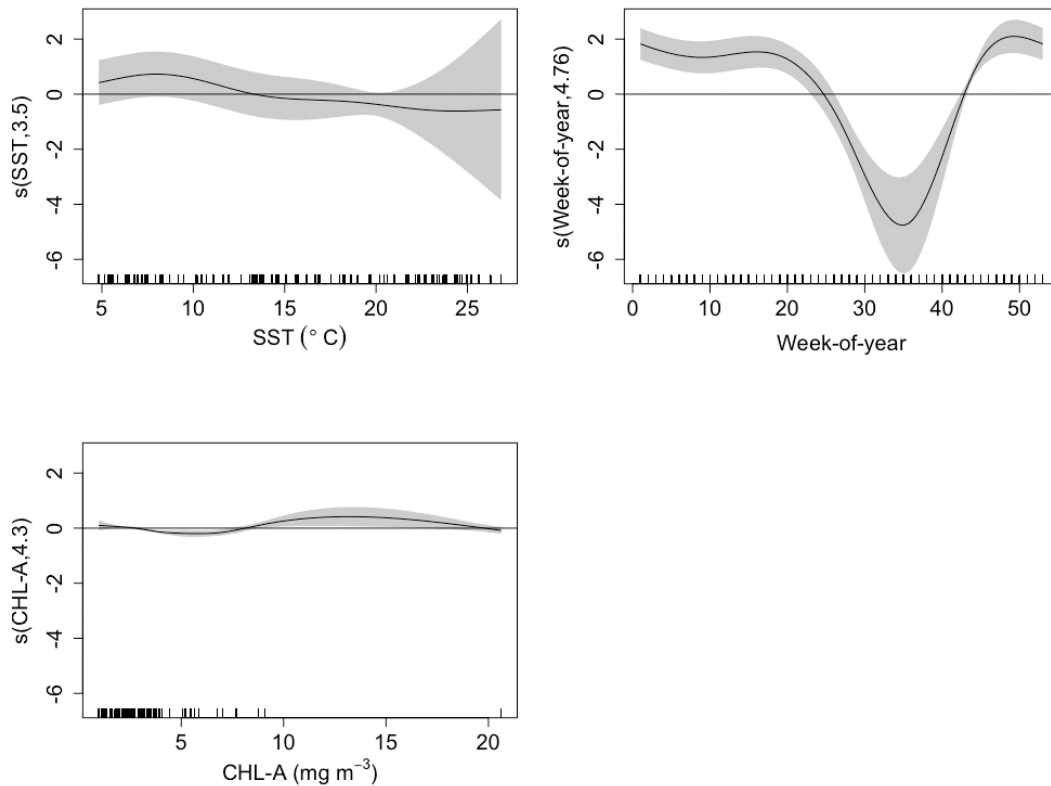 s(SST,3.5)
2
0
-2
-4
-6
5 10 15 20 25
SST (° C)
s(Week-of-year,4.76)
2
0
-2
-4
-6
0 10 20 30 40 50
Week-of-year
s(CHL-A,4.3)
2
0
-2
-4
-6
5 10 15 20
CHL-A (mg m⁻³)